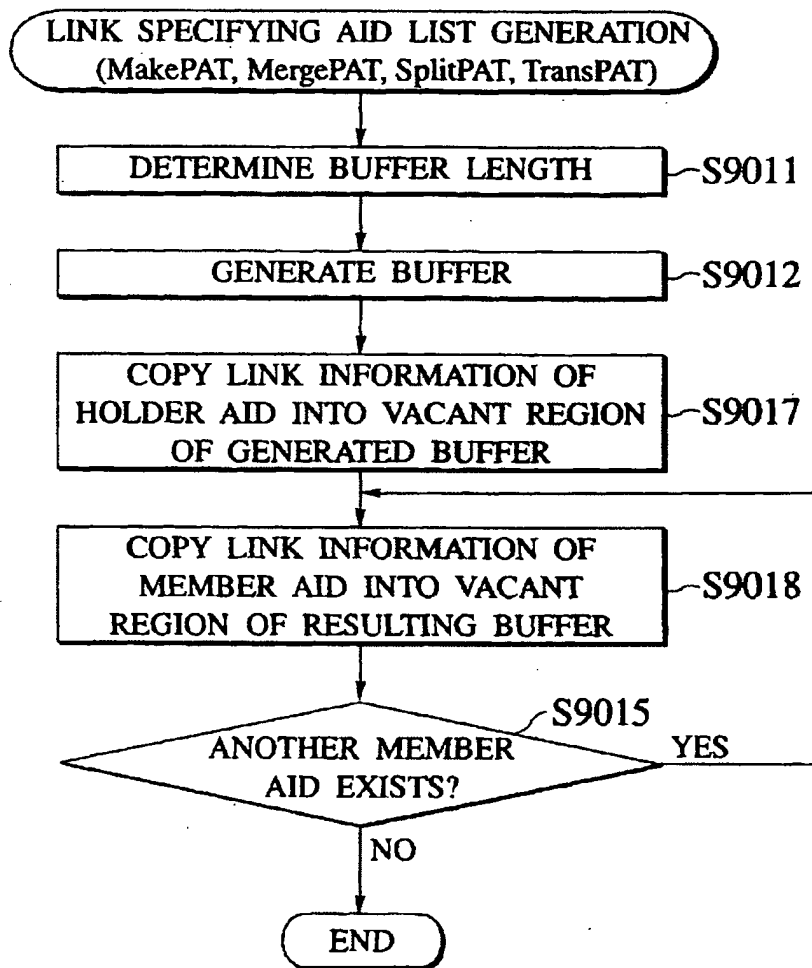 LINK SPECIFYING AID LIST GENERATION
(MakePAT, MergePAT, SplitPAT, TransPAT)
DETERMINE BUFFER LENGTH
S9011
GENERATE BUFFER
S9012
COPY LINK INFORMATION OF
HOLDER AID INTO VACANT REGION
OF GENERATED BUFFER
S9017
COPY LINK INFORMATION OF
MEMBER AID INTO VACANT
REGION OF RESULTING BUFFER
S9018
S9015
ANOTHER MEMBER
AID EXISTS?
YES
NO
END